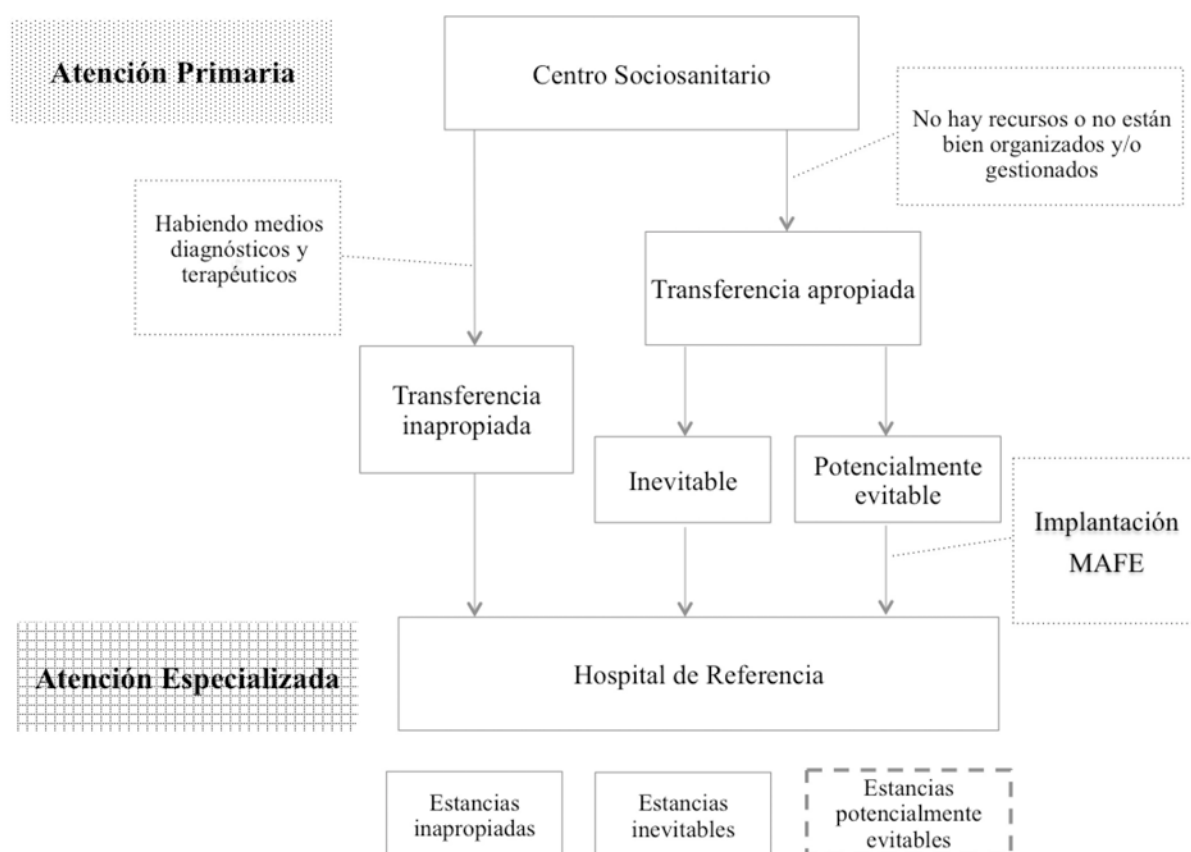 Atención Primaria
Centro Sociosanitario
No hay recursos o no están
bien organizados y/o
gestionados
Habiendo medios
diagnósticos y
terapéuticos
Transferencia apropiada
Transferencia
inapropiada
Inevitable
Potencialmente
evitable
Implantación
MAFE
Atención Especializada
Hospital de Referencia
Estancias
inapropiadas
Estancias
inevitables
Estancias
potencialmente
evitables